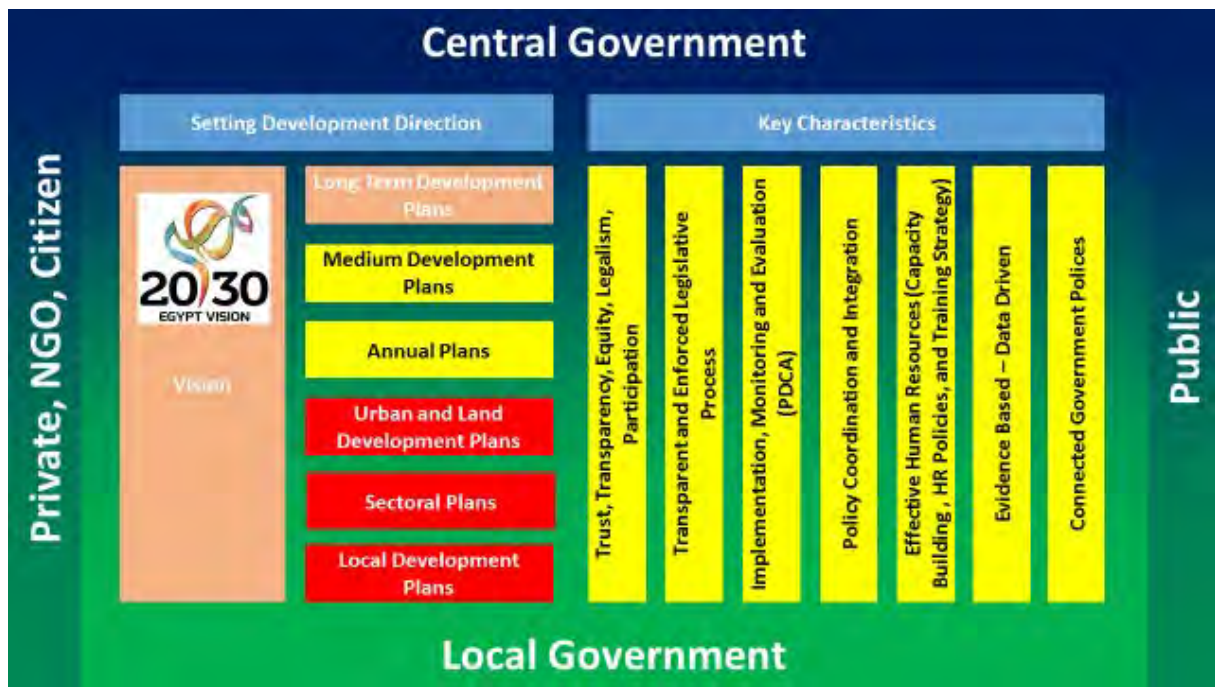 Central Government
Private, NGO, Citizen
Setting Development Direction
2030
EGYPT VISION
Vision
Long Term Development
Plans
Medium Development
Plans
Annual Plans
Urban and Land
Development Plans
Sectoral Plans
Local Development
Plans
Key Characteristics
Trust, Transparency, Equity, Legalism,
Participation
Transparent and Enforced Legislative
Process
Implementation, Monitoring and Evaluation
(PDCA)
Policy Coordination and Integration
Effective Human Resources (Capacity
Building , HR Policies, and Training Strategy)
Evidence Based – Data Driven
Connected Government Polices
Public
Local Government